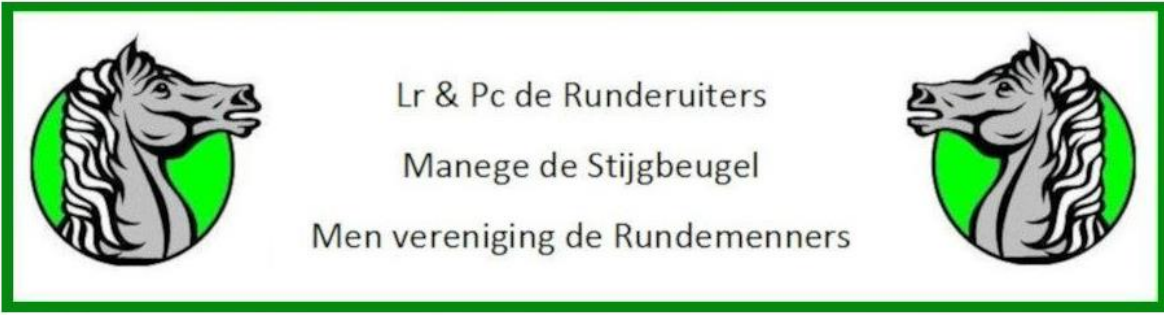 Lr & Pc de Runderuiters
Manege de Stijgbeugel
Men vereniging de Rundemenners